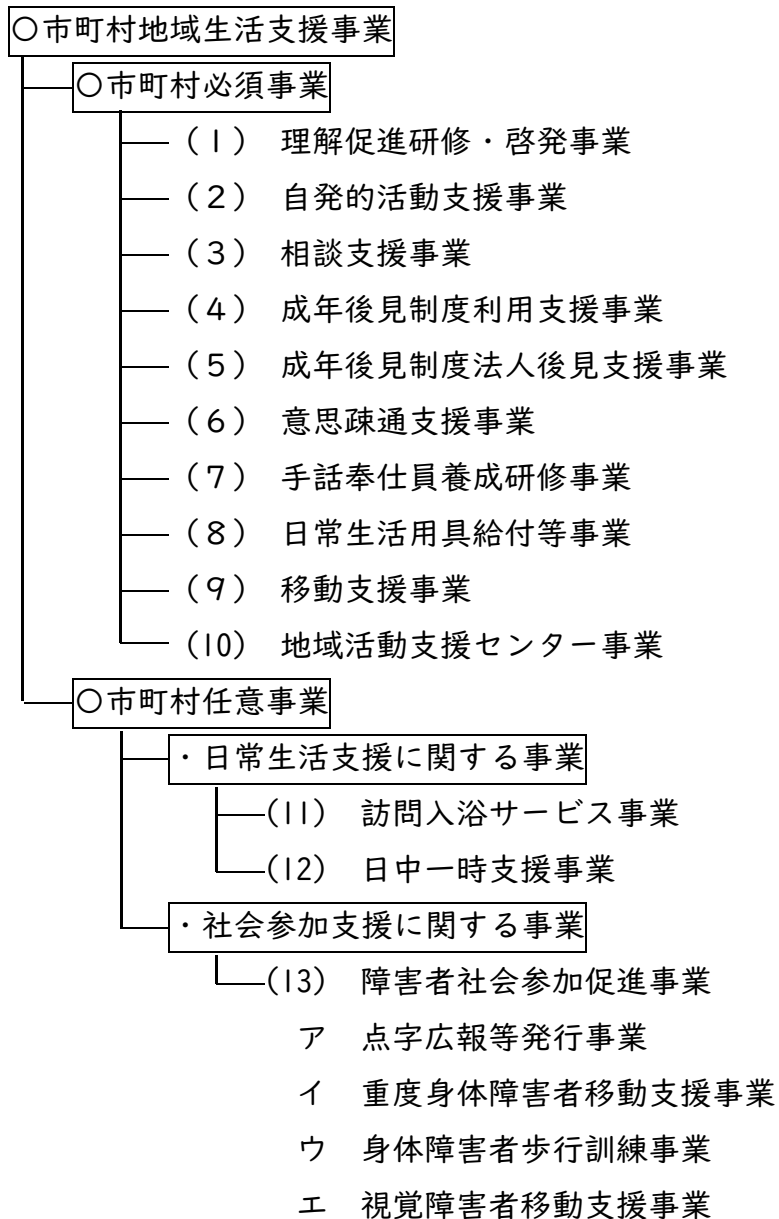 〇市町村地域生活支援事業
〇市町村必須事業
(1) 理解促進研修・啓発事業
(2) 自発的活動支援事業
(3) 相談支援事業
(4) 成年後見制度利用支援事業
(5) 成年後見制度法人後見支援事業
(6) 意思疎通支援事業
(7) 手話奉仕員養成研修事業
(8) 日常生活用具給付等事業
(9) 移動支援事業
(10) 地域活動支援センター事業
〇市町村任意事業
・日常生活支援に関する事業
(11) 訪問入浴サービス事業
(12) 日中一時支援事業
・社会参加支援に関する事業
(13) 障害者社会参加促進事業
ア 点字広報等発行事業
イ 重度身体障害者移動支援事業
ウ 身体障害者歩行訓練事業
エ 視覚障害者移動支援事業